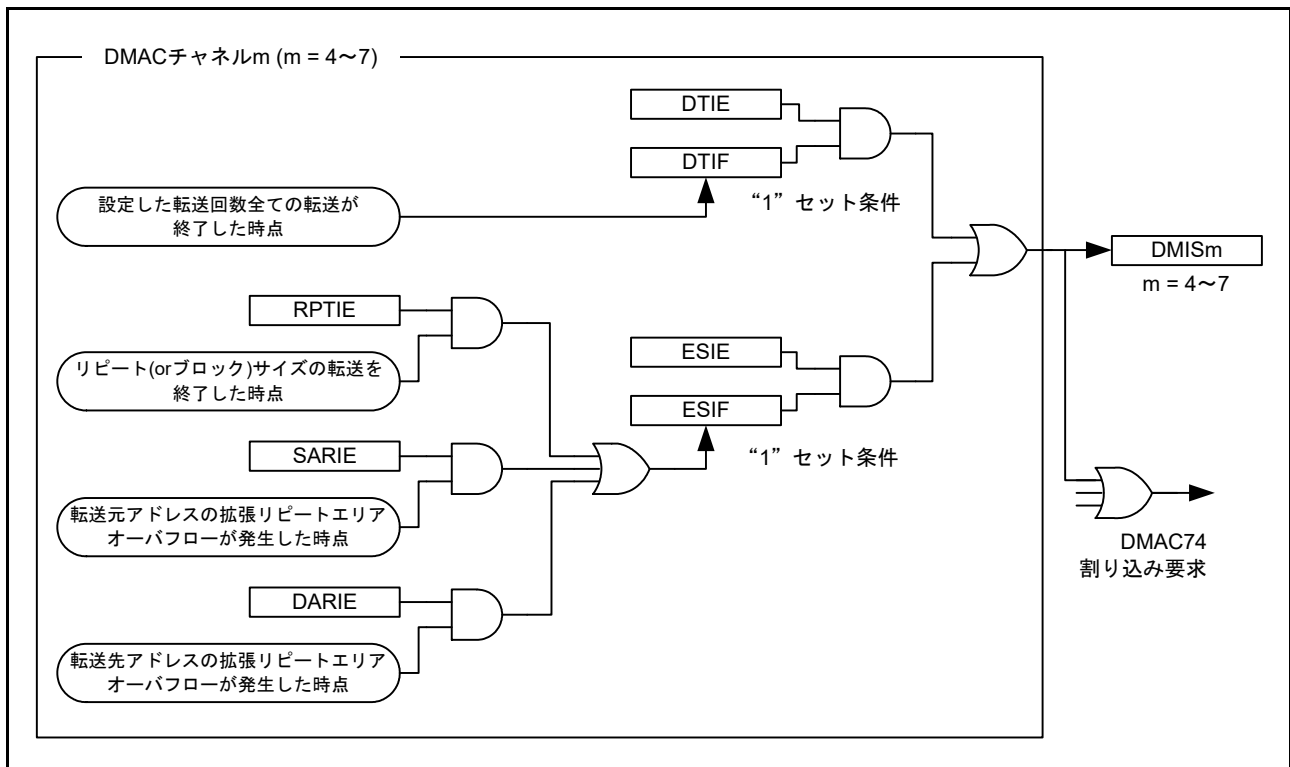 DMACチャネルm (m = 4～7)
DTIE
DTIF
“1”セット条件
設定した転送回数全ての転送が
終了した時点
DMISm
m = 4～7
RPTIE
リピート(orブロック)サイズの転送を
終了した時点
ESIE
ESIF
“1”セット条件
SARIE
転送元アドレスの拡張リピートエリア
オーバフローが発生した時点
DMAC74
割り込み要求
DARIE
転送先アドレスの拡張リピートエリア
オーバフローが発生した時点